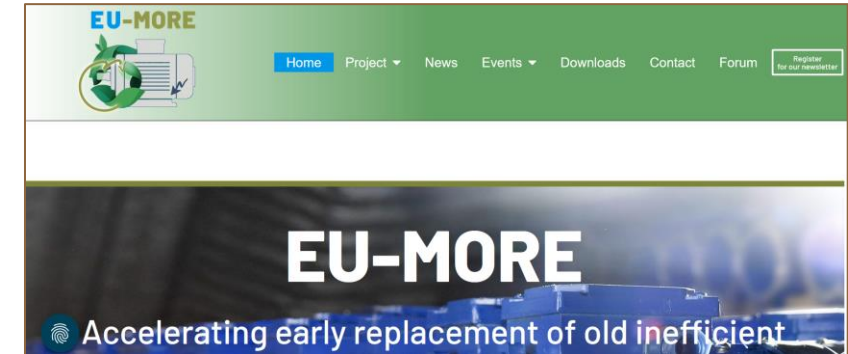 EU-MORE
Home Project News Events Downloads Contact Forum Register
for our newsletter
EU-MORE
Accelerating early replacement of old inefficient